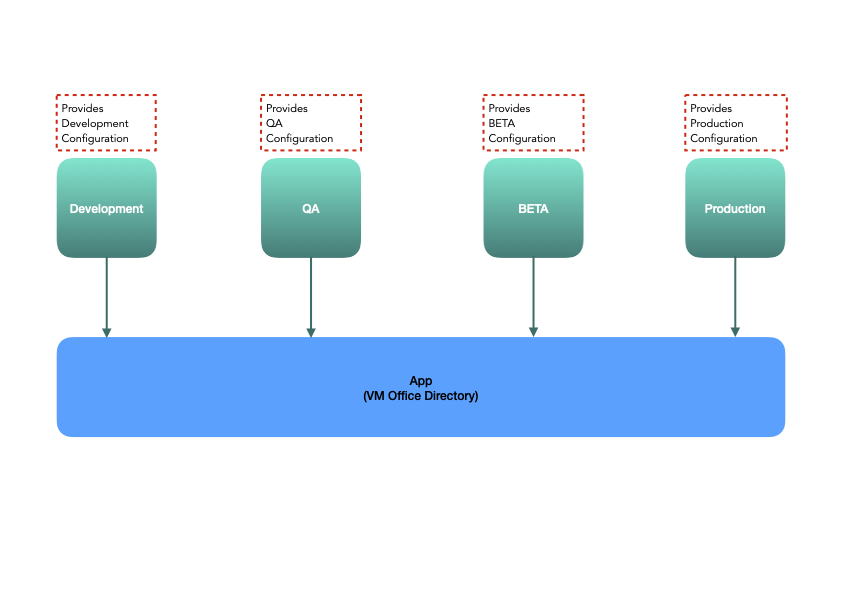 Provides
Development
Configuration
Provides
QA
Configuration
Provides
BETA
Configuration
Provides
Production
Configuration
Development
QA
BETA
Production
App
(VM Office Directory)